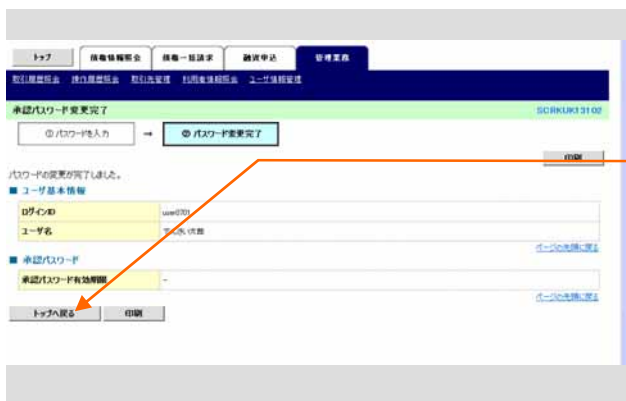 トップ 債権情報照会 債権一括請求 融資申込 管理業務
取引履歴照会 操作履歴照会 取引先管理 利用者情報照会 ユーザ情報管理
承認パスワード変更完了 SCRKUK13102
① パスワードを入力 → ② パスワード変更完了
印刷
パスワードの変更が完了しました。
■ ユーザ基本情報
ログインID
ユーザ名
ページの先頭に戻る
■ 承認パスワード
承認パスワード有効期限 -
ページの先頭に戻る
トップへ戻る 印刷